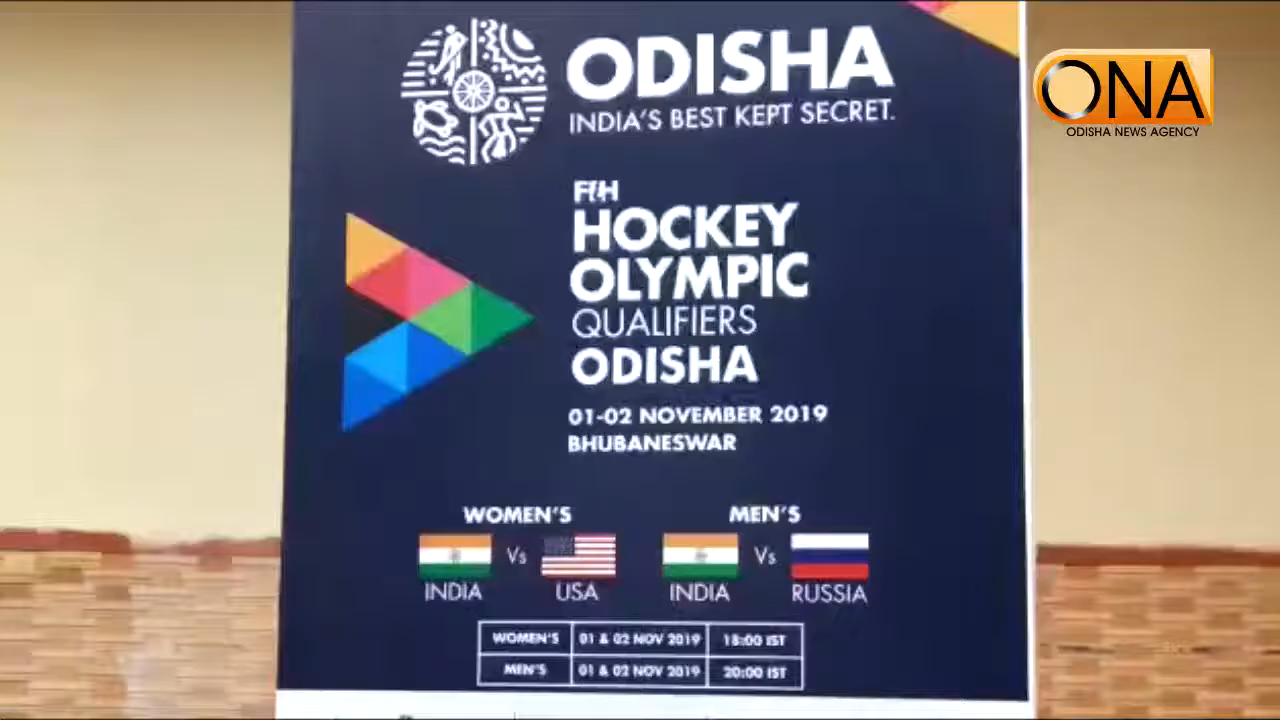 ODISHA
INDIA'S BEST KEPT SECRET.
ONA
ODISHA NEWS AGENCY
FIH
HOCKEY
OLYMPIC
QUALIFIERS
ODISHA
01-02 NOVEMBER 2019
BHUBANESWAR
WOMEN'S MEN'S
Vs Vs
INDIA USA INDIA RUSSIA
WOMEN'S 01 & 02 NOV 2019 18:00 IST
MEN'S 01 & 02 NOV 2019 20:00 IST